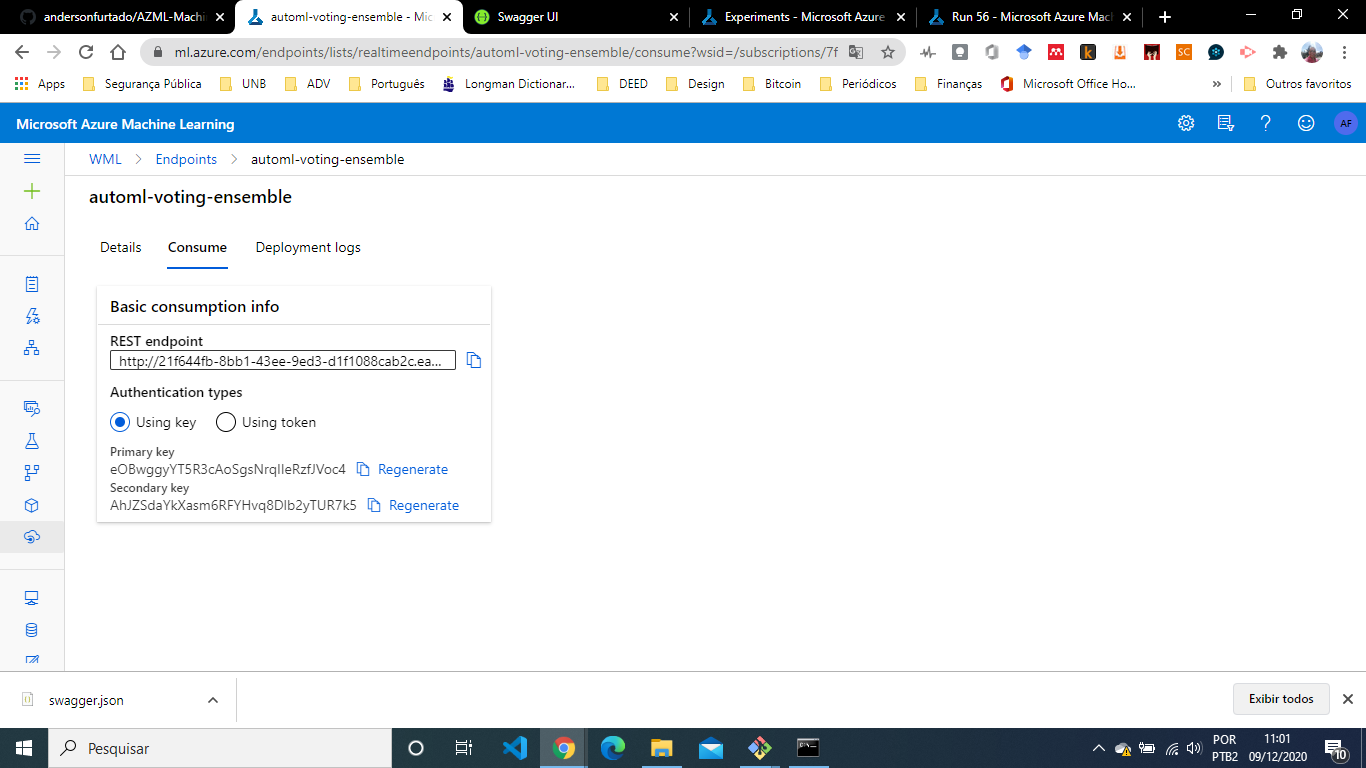 andersonfurtado/AZML-Machi
automl-voting-ensemble - Mic
Swagger UI
Experiments - Microsoft Azure
Run 56 - Microsoft Azure Mac
ml.azure.com/endpoints/lists/realtimeendpoints/automl-voting-ensemble/consume?wsid=/subscriptions/7f
Apps
Segurança Pública
UNB
ADV
Português
Longman Dictionar...
DEED
Design
Bitcoin
Periódicos
Finanças
Microsoft Office Ho...
»
Outros favoritos
Microsoft Azure Machine Learning
AF
WML > Endpoints > automl-voting-ensemble
automl-voting-ensemble
Details
Consume
Deployment logs
Basic consumption info
REST endpoint
http://21f644fb-8bb1-43ee-9ed3-d1f1088cab2c.ea...
Authentication types
Using key
Using token
Primary key
eOBwggyYT5R3cAoSgsNrqIIeRzfJVoc4
Regenerate
Secondary key
AhJZSdaYkXasm6RFYHvq8DIb2yTUR7k5
Regenerate
swagger.json
Exibir todos
Pesquisar
POR
PTB2
11:01
09/12/2020
10